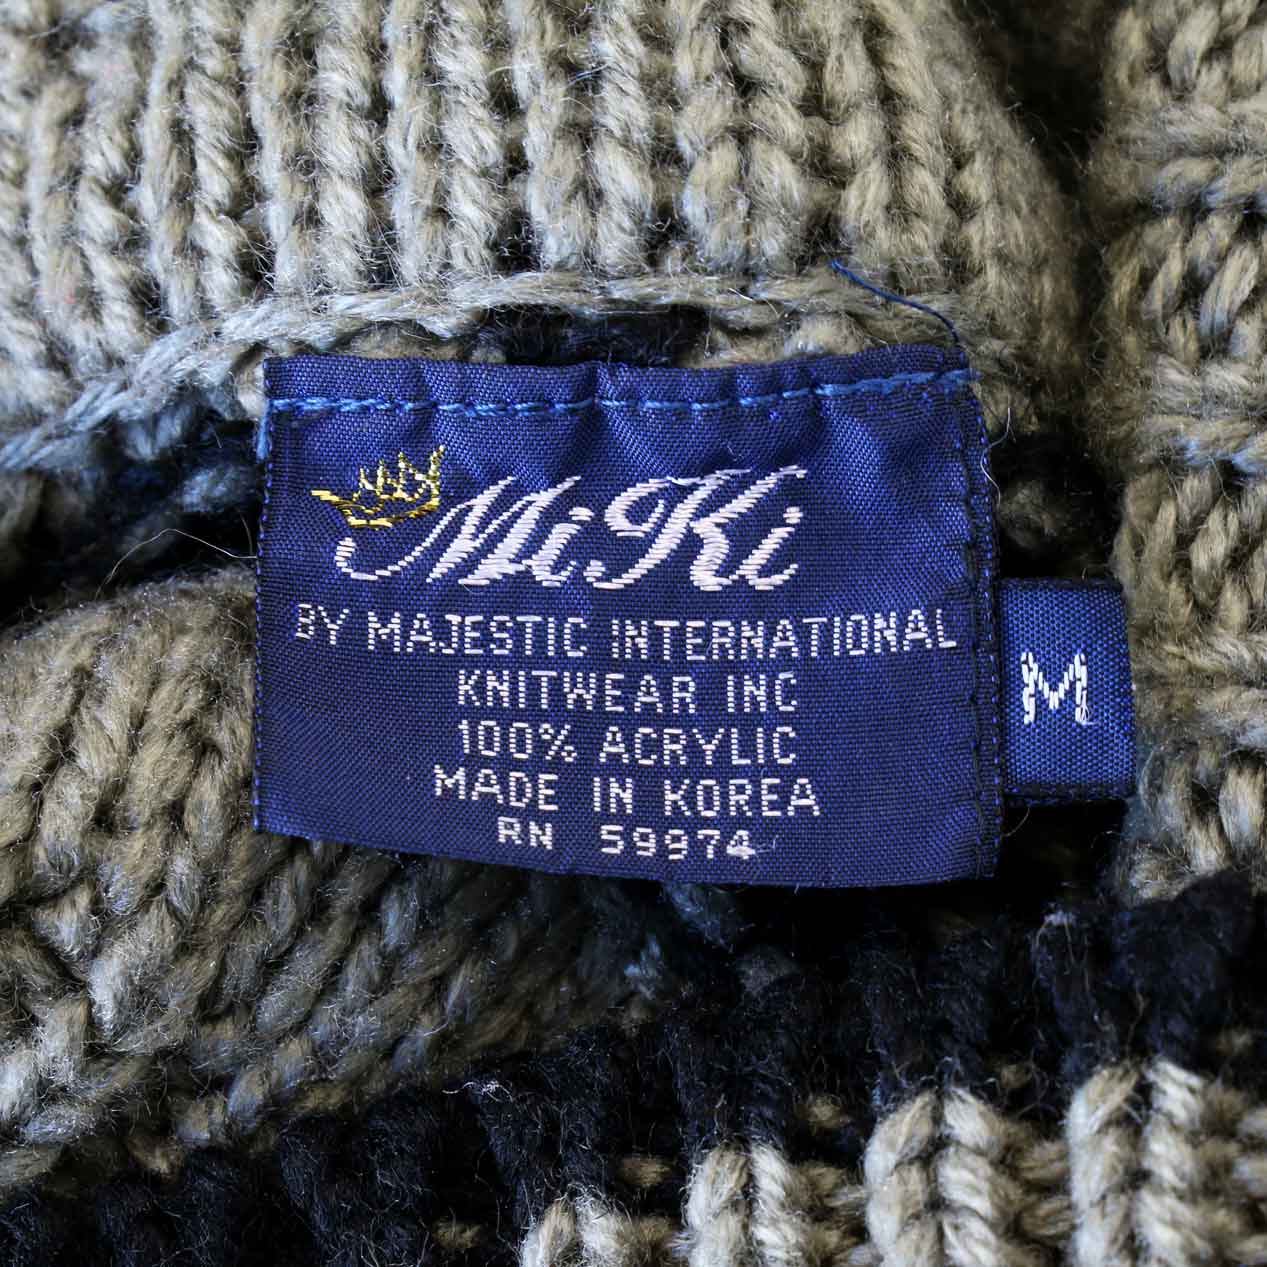 MiKi
BY MAJESTIC INTERNATIONAL
KNITWEAR INC
100% ACRYLIC
MADE IN KOREA
RN 59974
M